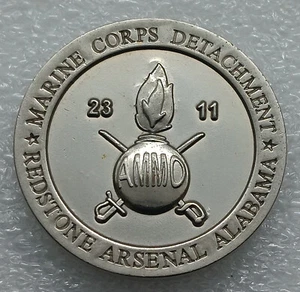 ★ MARINE CORPS DETACHMENT ★
23 11
AMMO
REDSTONE ARSENAL ALABAMA